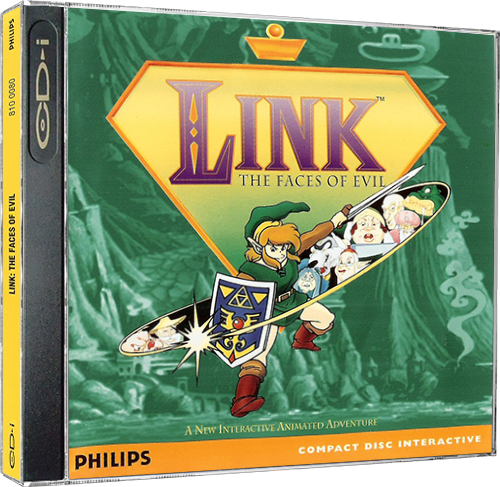 PHILIPS
810 0080
LINK: THE FACES OF EVIL
CD-i
CD-i
LINK™
THE FACES OF EVIL
A NEW INTERACTIVE ANIMATED ADVENTURE
COMPACT DISC INTERACTIVE
PHILIPS